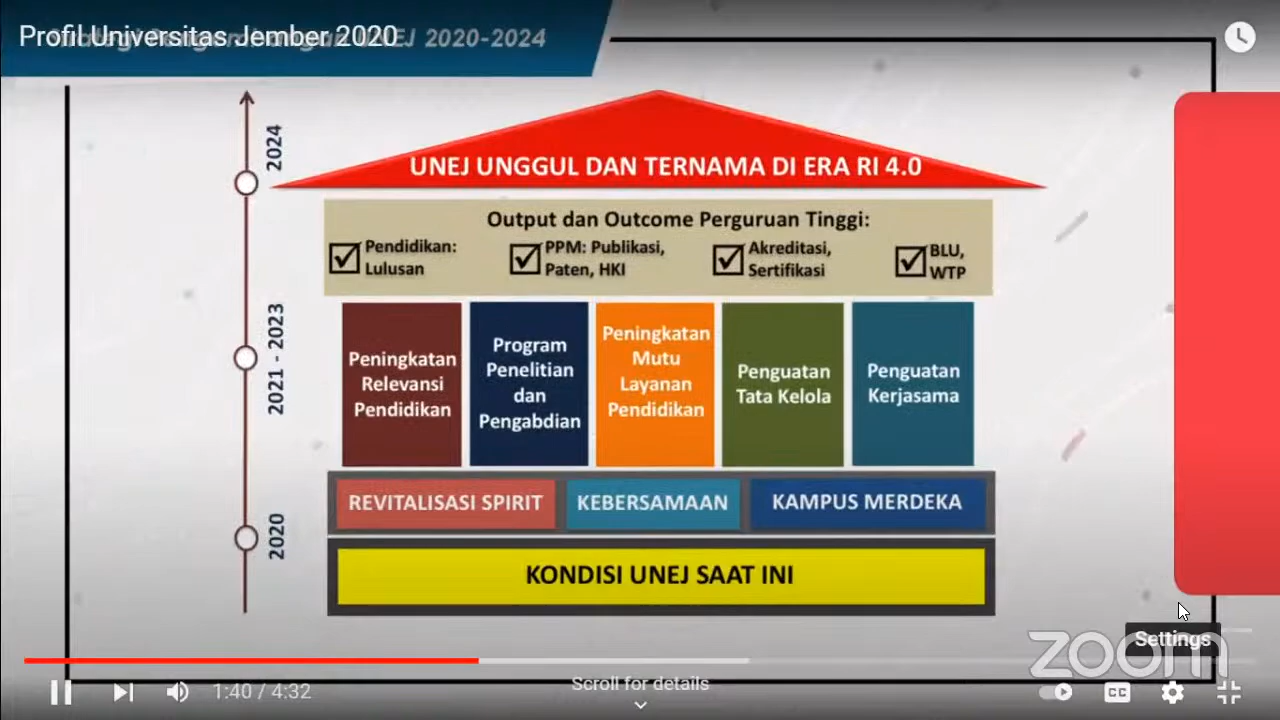 Profil Universitas Jember 2020
UNEJ 2020-2024
2024
UNEJ UNGGUL DAN TERNAMA DI ERA RI 4.0
Output dan Outcome Perguruan Tinggi:
Pendidikan:
Lulusan
PPM: Publikasi,
Paten, HKI
Akreditasi,
Sertifikasi
BLU,
WTP
2021 - 2023
Peningkatan
Relevansi
Pendidikan
Program
Penelitian
dan
Pengabdian
Peningkatan
Mutu
Layanan
Pendidikan
Penguatan
Tata Kelola
Penguatan
Kerjasama
2020
REVITALISASI SPIRIT
KEBERSAMAAN
KAMPUS MERDEKA
KONDISI UNEJ SAAT INI
Settings
zoom
1:40 / 4:32
Scroll for details
CC